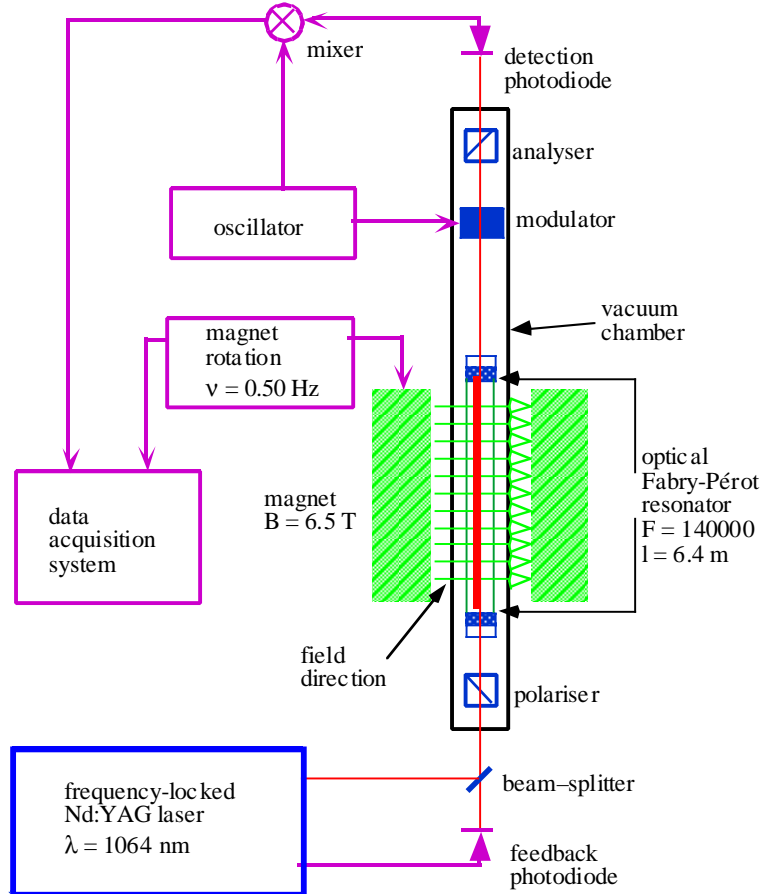 mixer
detection
photodiode
analyser
oscillator
modulator
vacuum
chamber
magnet
rotation
ν = 0.50 Hz
magnet
B = 6.5 T
optical
Fabry-Pérot
resonator
F = 140000
l = 6.4 m
data
acquisition
system
field
direction
polariser
frequency-locked
Nd:YAG laser
λ = 1064 nm
beam–splitter
feedback
photodiode